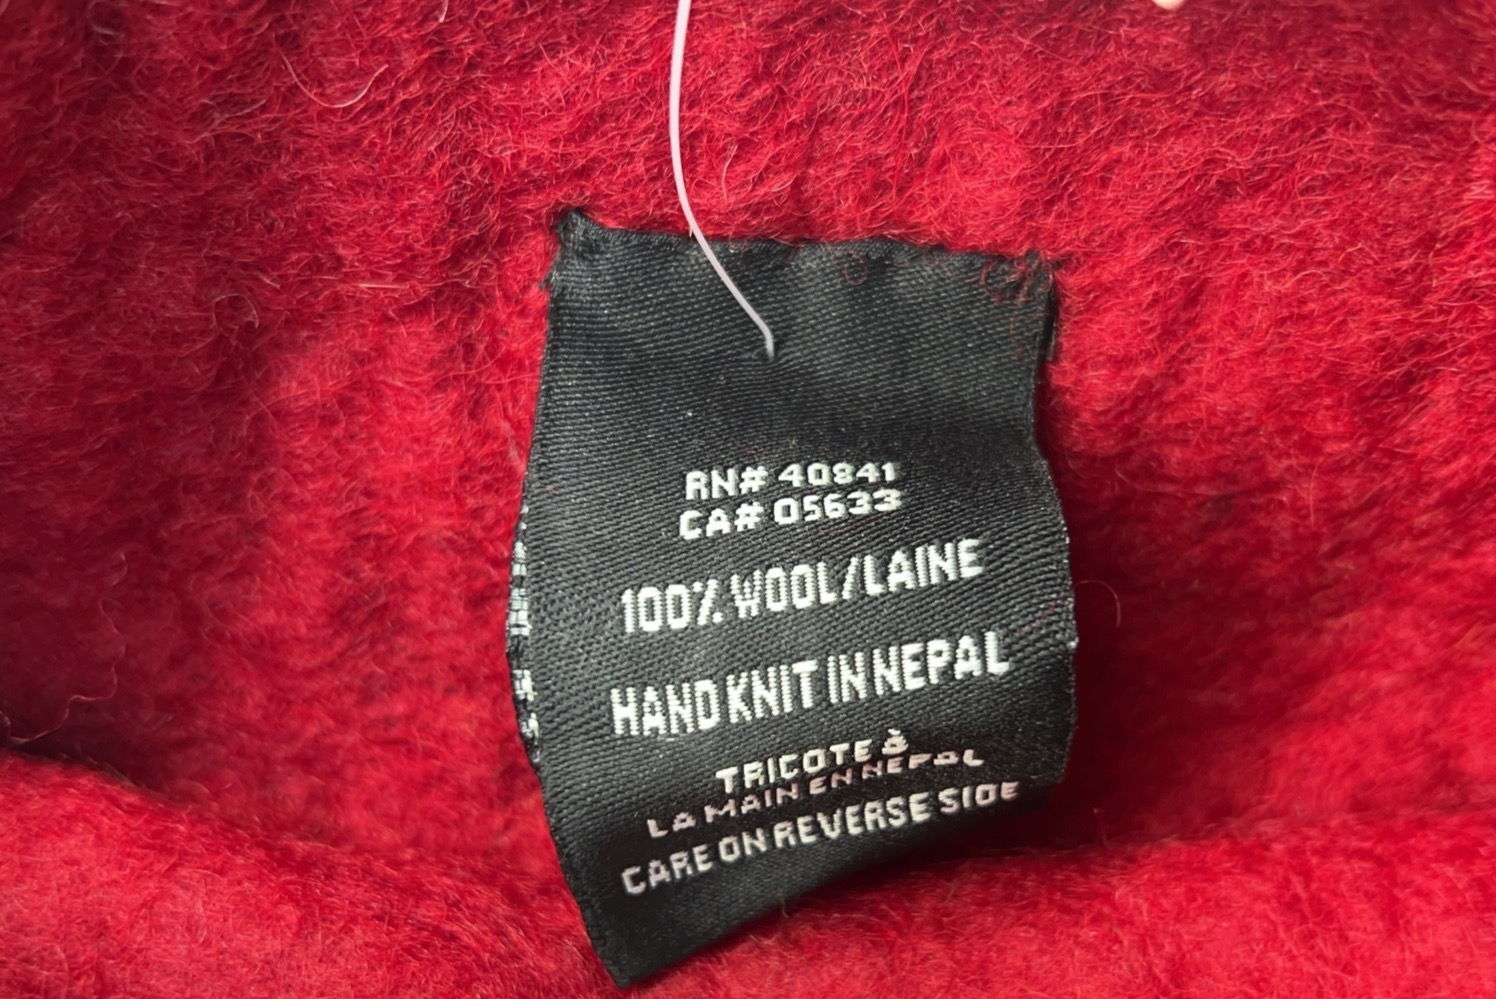 RN# 40841
CA# 05633
100% WOOL/LAINE
HAND KNIT IN NEPAL
TRICOTE À
LA MAIN EN NEPAL
CARE ON REVERSE SIDE